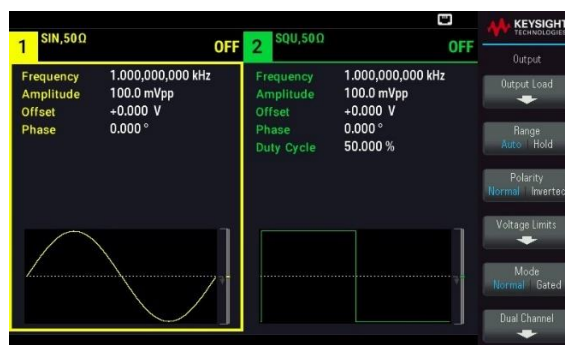 1 SIN,50Ω OFF
Frequency 1.000,000,000 kHz
Amplitude 100.0 mVpp
Offset +0.000 V
Phase 0.000 °
2 SQU,50Ω OFF
Frequency 1.000,000,000 kHz
Amplitude 100.0 mVpp
Offset +0.000 V
Phase 0.000 °
Duty Cycle 50.000 %
KEYSIGHT
TECHNOLOGIES
Output
Output Load
Range
Auto Hold
Polarity
Normal Inverted
Voltage Limits
Mode
Normal Gated
Dual Channel